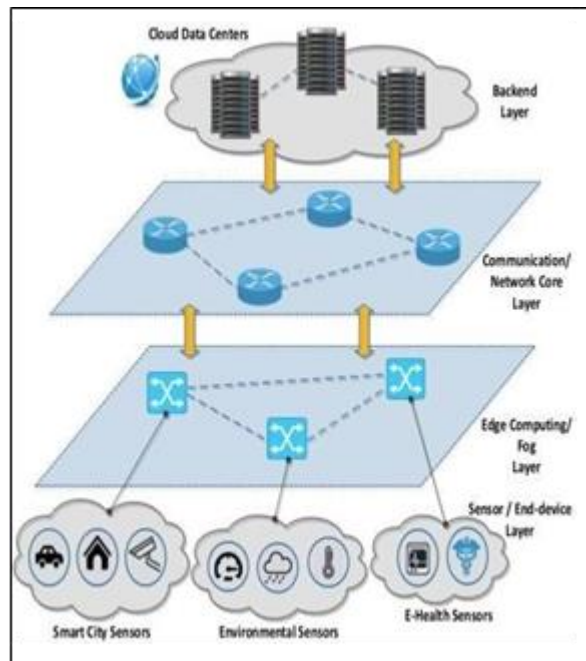 Cloud Data Centers
Backend
Layer
Communication/
Network Core
Layer
Edge Computing/
Fog
Layer
Sensor / End-device
Layer
Smart City Sensors
Environmental Sensors
E-Health Sensors